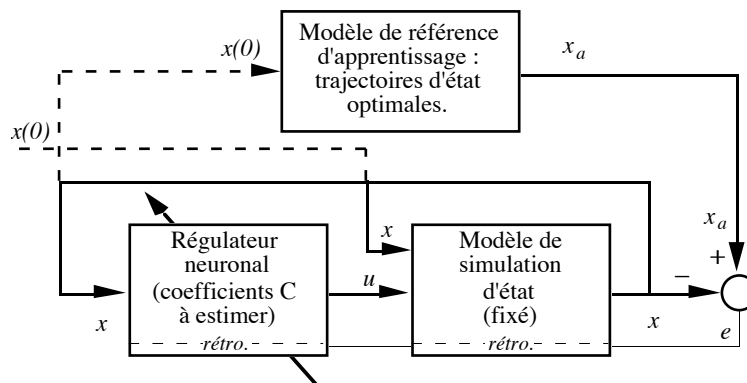 Modèle de référence
d'apprentissage :
trajectoires d'état
optimales.
x(0)
x_a
x(0)
x_a
+
−
Régulateur
neuronal
(coefficients C
à estimer)
rétro.
x
u
x
Modèle de
simulation
d'état
(fixé)
rétro.
x
e